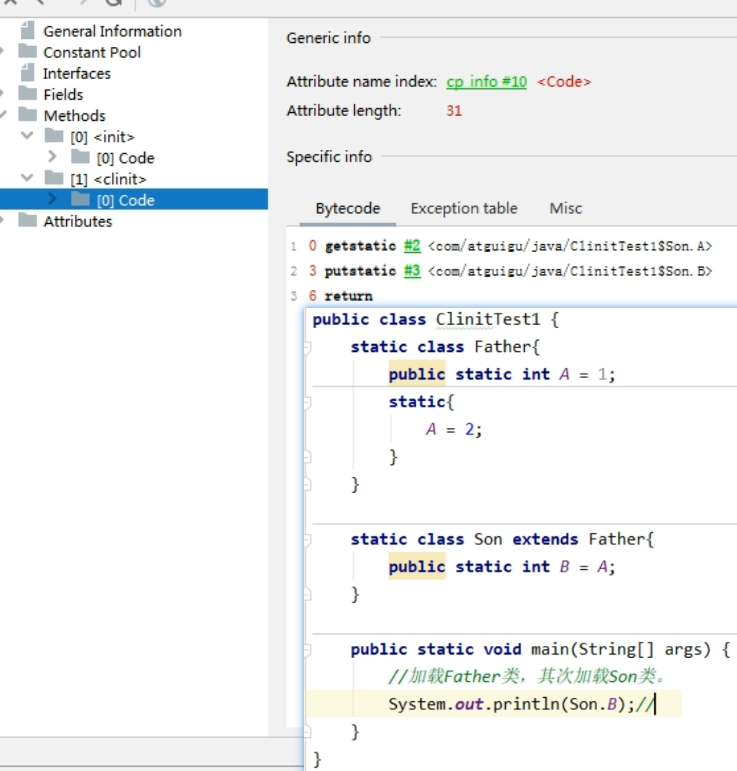 General Information
Constant Pool
Interfaces
Fields
Methods
[0] <init>
[0] Code
[1] <clinit>
[0] Code
Attributes
Generic info
Attribute name index: cp info #10 <Code>
Attribute length: 31
Specific info
Bytecode Exception table Misc
1 0 getstatic #2 <com/atguigu/java/ClinitTest1$Son.A>
2 3 putstatic #3 <com/atguigu/java/ClinitTest1$Son.B>
3 6 return
public class ClinitTest1 {
static class Father{
public static int A = 1;
static{
A = 2;
}
}
static class Son extends Father{
public static int B = A;
}
public static void main(String[] args) {
//加载Father类，其次加载Son类。
System.out.println(Son.B);//
}
}